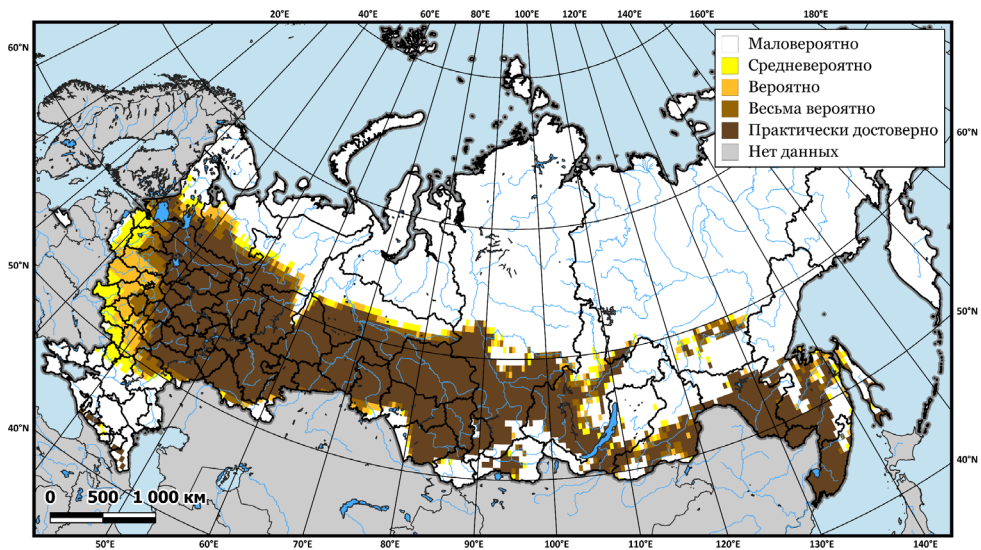 20°E 40°E 60°E 80°E 100°E 120°E 140°E 160°E 180°E
60°N
50°N
40°N
60°N
50°N
40°N
Маловероятно
Средневероятно
Вероятно
Весьма вероятно
Практически достоверно
Нет данных
0 500 1 000 км
50°E 60°E 70°E 80°E 90°E 100°E 110°E 120°E 130°E 140°E